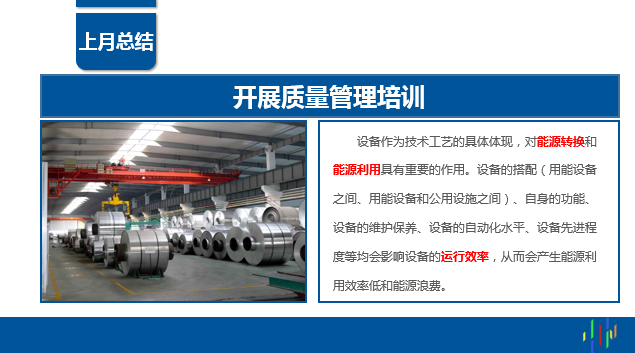 上月总结
开展质量管理培训
设备作为技术工艺的具体体现，对能源转换和
能源利用具有重要的作用。设备的搭配（用能设备
之间、用能设备和公用设施之间）、自身的功能、
设备的维护保养、设备的自动化水平、设备先进程
度等均会影响设备的运行效率，从而会产生能源利
用效率低和能源浪费。